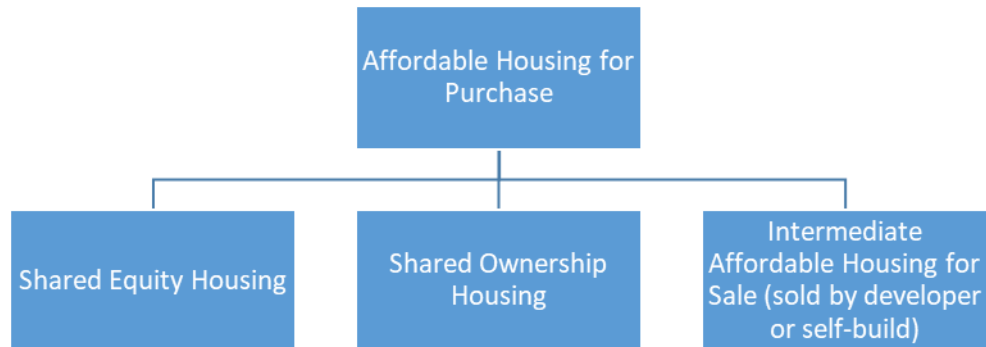 Affordable Housing for
Purchase
Shared Equity Housing
Shared Ownership
Housing
Intermediate
Affordable Housing for
Sale (sold by developer
or self-build)